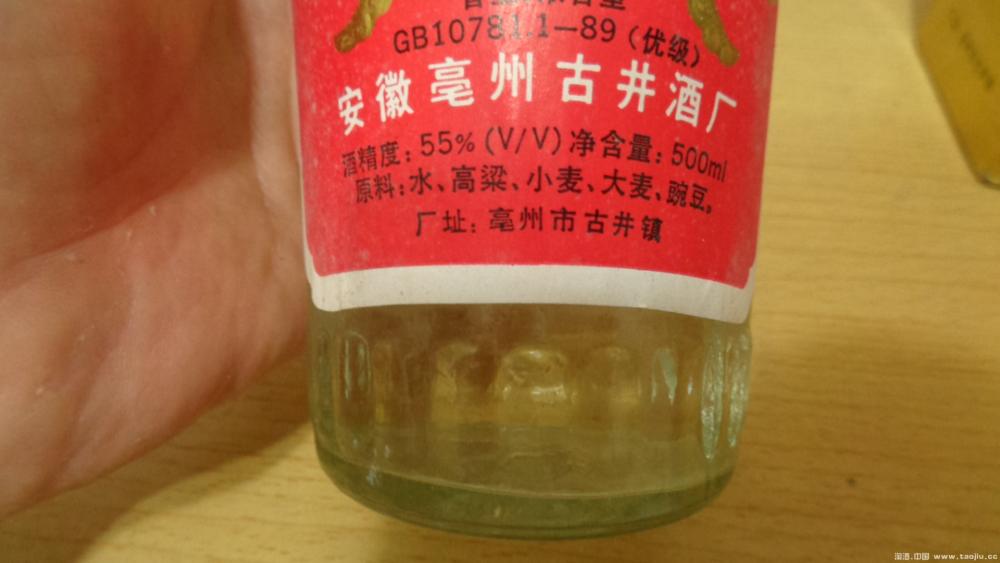 GB10781.1—89（优级）
安徽亳州古井酒厂
酒精度：55%（V/V）净含量：500ml
原料：水、高粱、小麦、大麦、豌豆。
厂址：亳州市古井镇
淘酒.中国 www.taojiu.cc